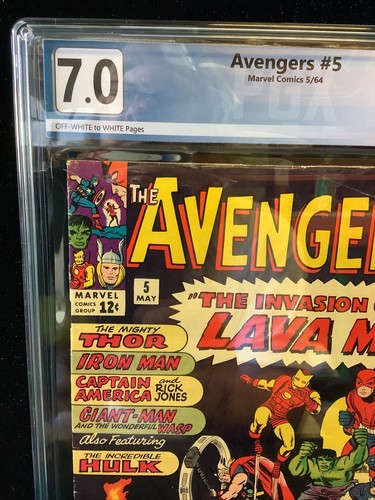 7.0
Avengers #5
Marvel Comics 5/64
OFF-WHITE to WHITE Pages
THE AVENGE
5
MAY
MARVEL
COMICS
GROUP 12¢
"THE INVASION
LAVA M
THE MIGHTY
THOR
IRON MAN
CAPTAIN AMERICA and RICK JONES
GIANT-MAN
AND THE WONDERFUL WASP
Also Featuring
THE INCREDIBLE
HULK